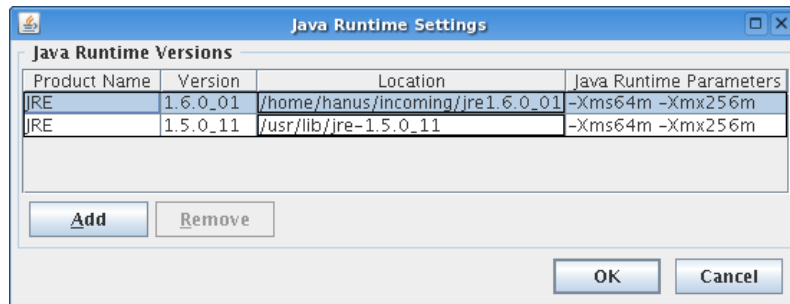 Java Runtime Settings
Java Runtime Versions
Product Name Version Location Java Runtime Parameters
JRE 1.6.0_01 /home/hanus/incoming/jre1.6.0_01 -Xms64m -Xmx256m
JRE 1.5.0_11 /usr/lib/jre-1.5.0_11 -Xms64m -Xmx256m
Add Remove
OK Cancel